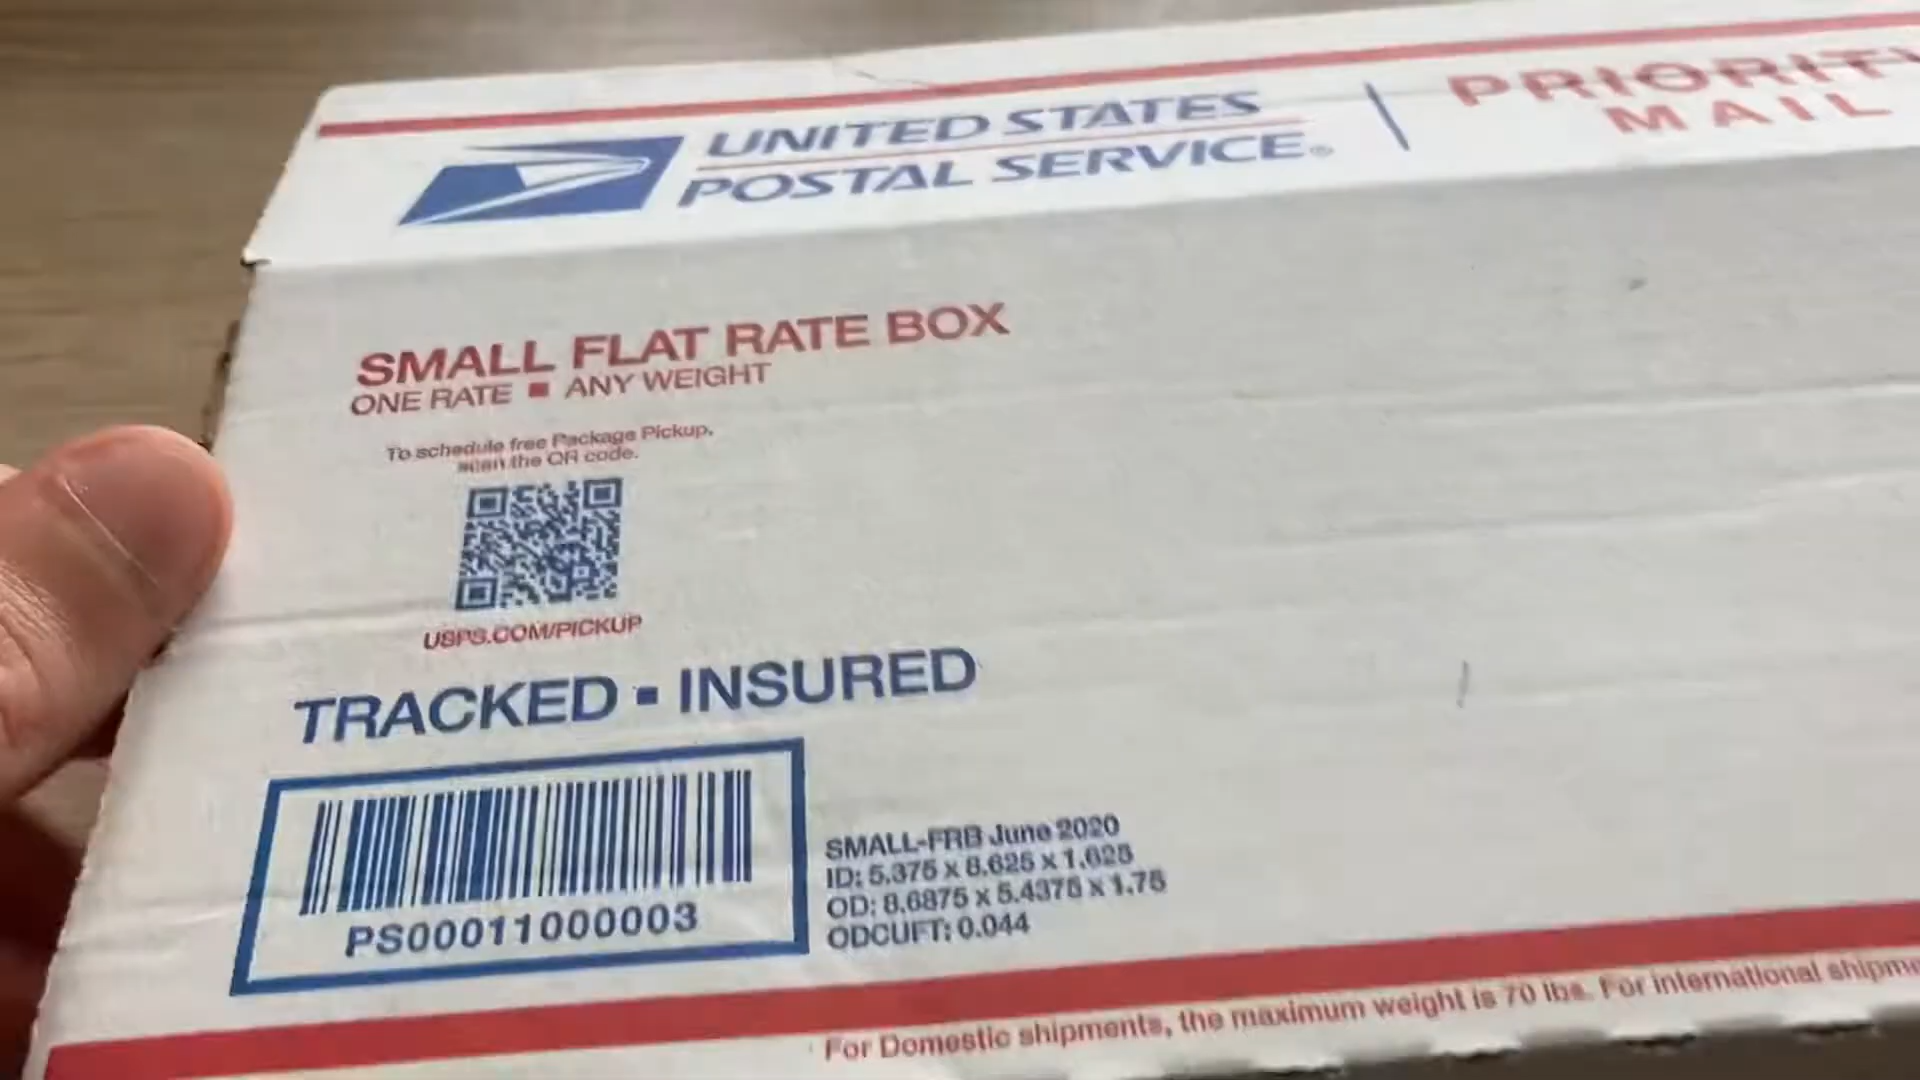 UNITED STATES
POSTAL SERVICE®
PRIORITY
MAIL
SMALL FLAT RATE BOX
ONE RATE ■ ANY WEIGHT
To schedule free Package Pickup,
scan the QR code.
USPS.COM/PICKUP
TRACKED ▪ INSURED
PS00011000003
SMALL-FRB June 2020
ID: 5.375 x 8.625 x 1.625
OD: 8.6875 x 5.4375 x 1.75
ODCUFT: 0.044
For Domestic shipments, the maximum weight is 70 lbs. For international